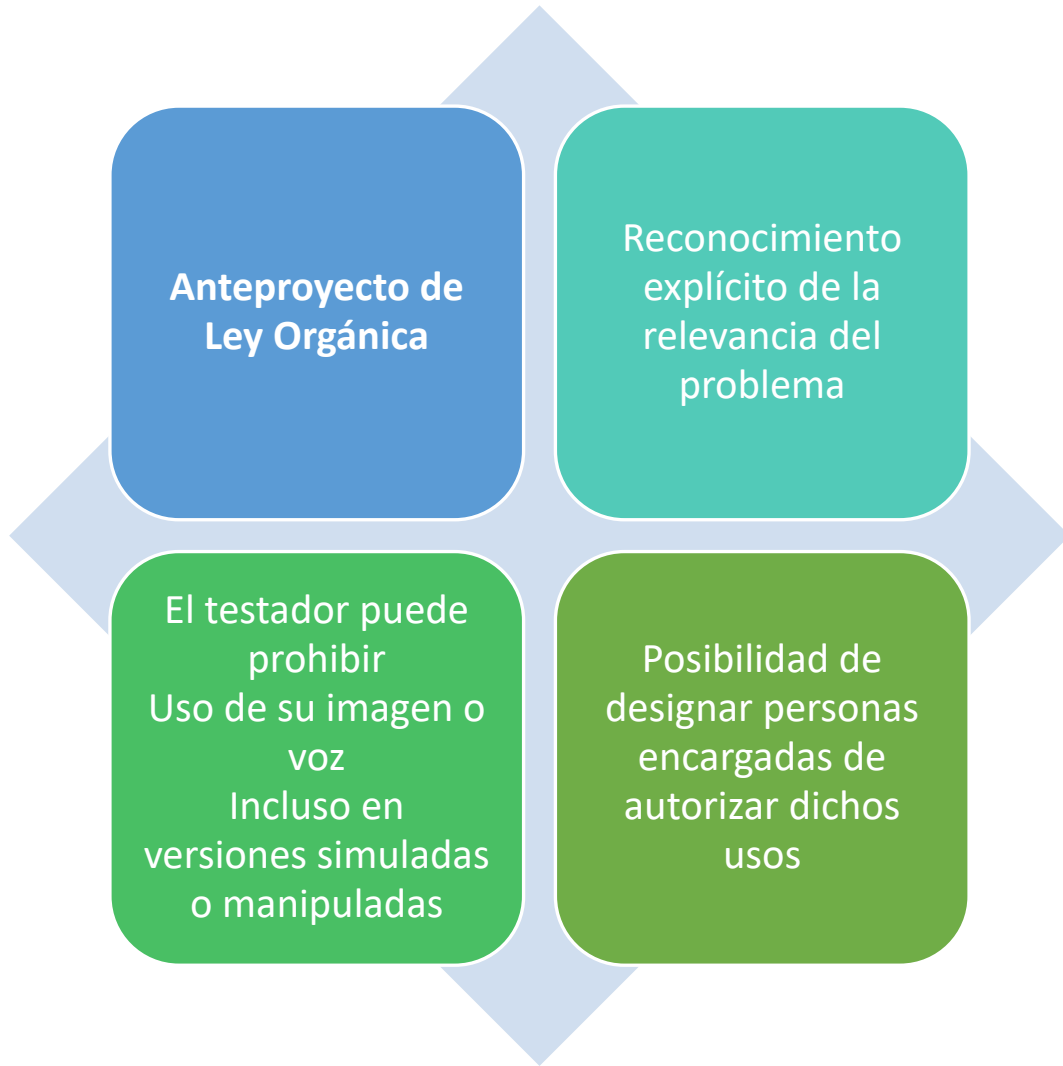 Anteproyecto de
Ley Orgánica
Reconocimiento
explícito de la
relevancia del
problema
El testador puede
prohibir
Uso de su imagen o
voz
Incluso en
versiones simuladas
o manipuladas
Posibilidad de
designar personas
encargadas de
autorizar dichos
usos